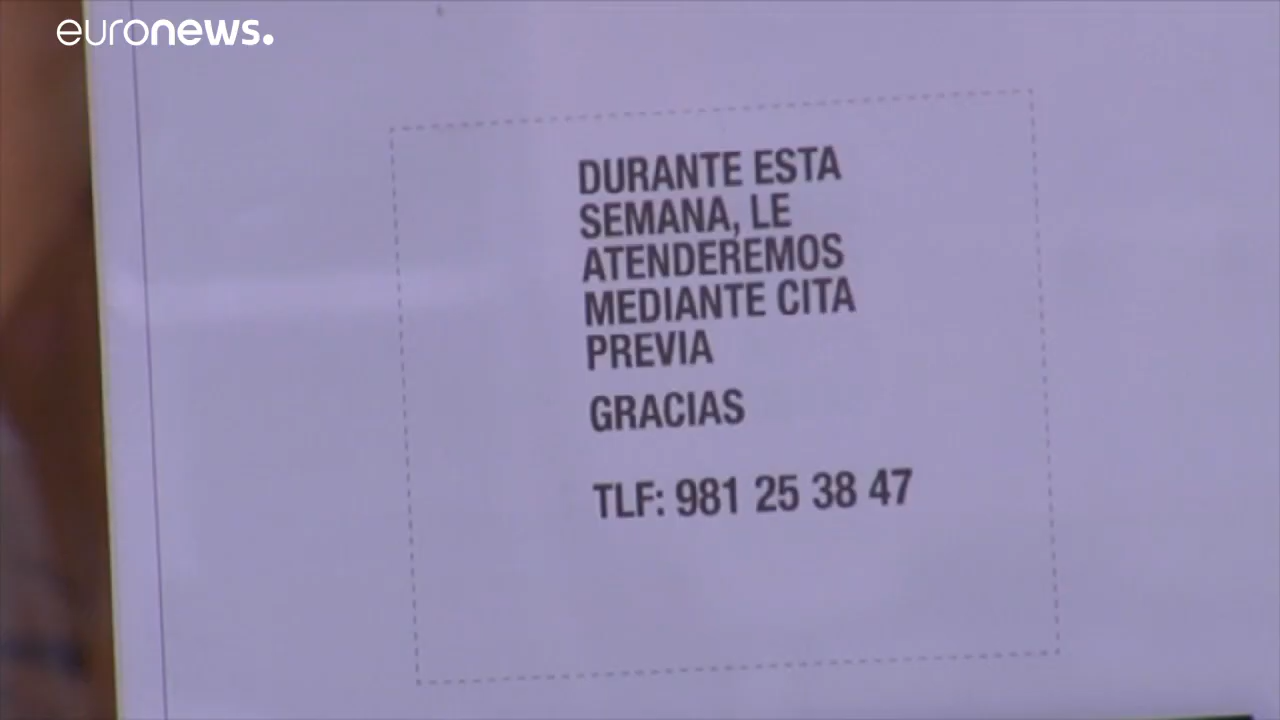 euronews.
DURANTE ESTA
SEMANA, LE
ATENDEREMOS
MEDIANTE CITA
PREVIA
GRACIAS
TLF: 981 25 38 47